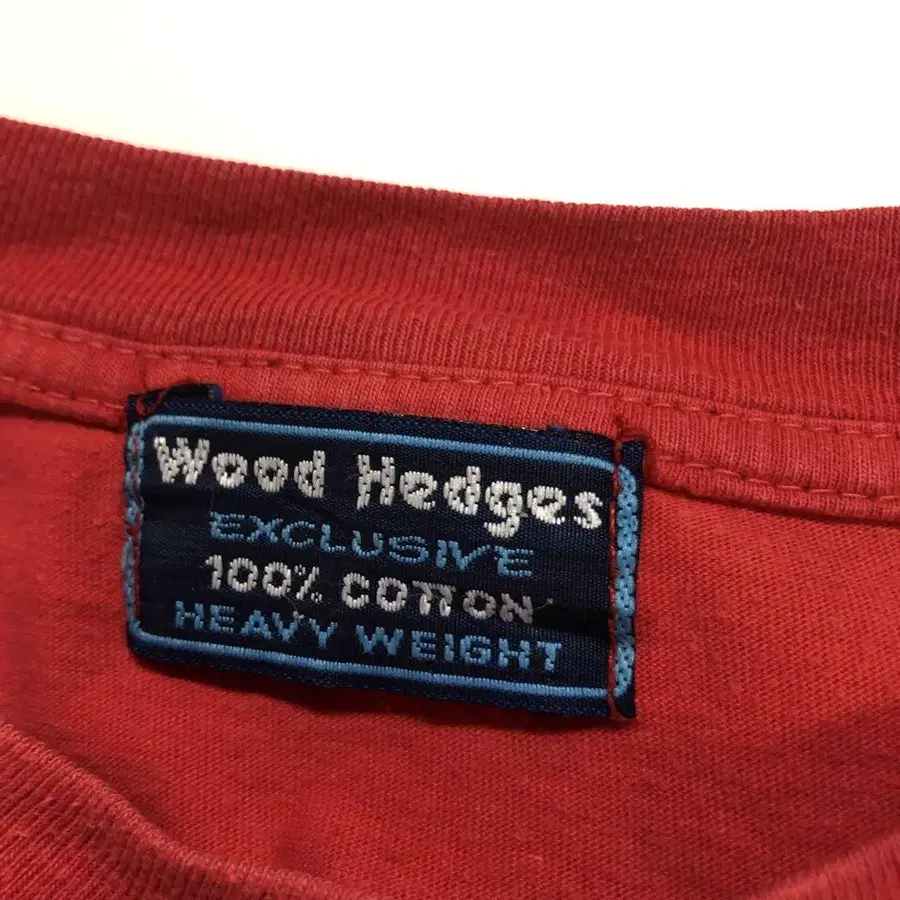 Wood Hedges
EXCLUSIVE
100% COTTON
HEAVY WEIGHT